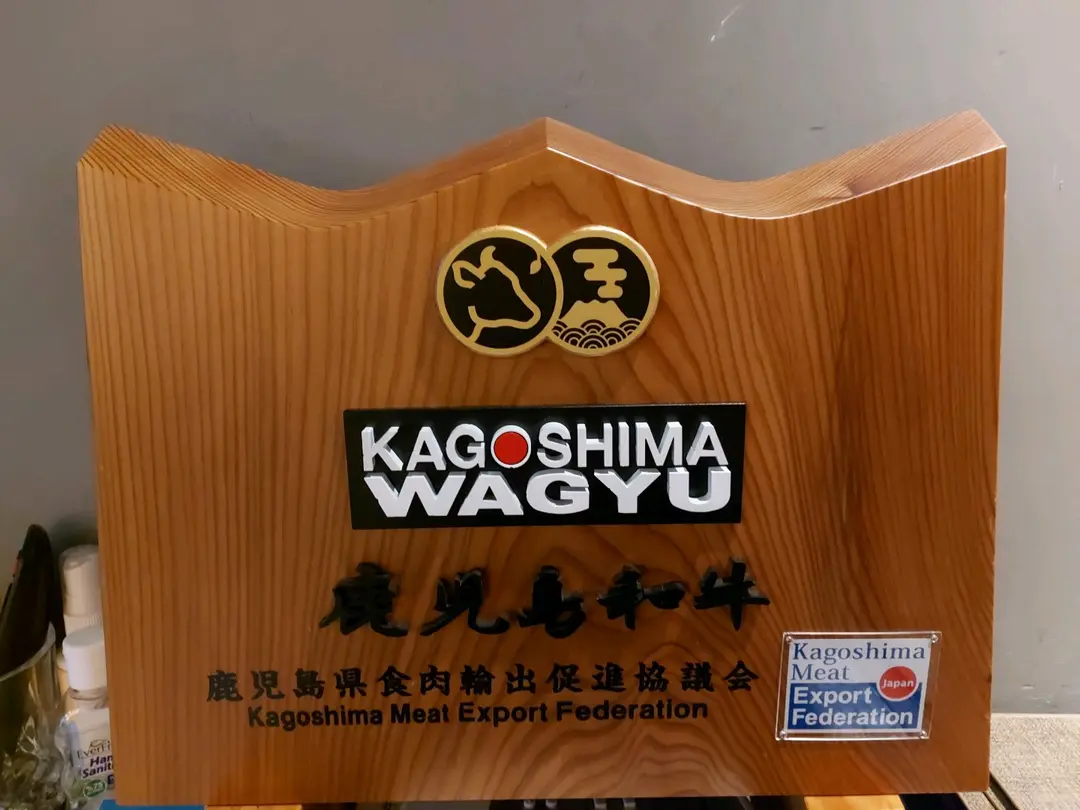 KAGOSHIMA
WAGYU
鹿児島和牛
鹿児島県食肉輸出促進協議会
Kagoshima Meat Export Federation
Kagoshima
Meat
Japan
Export
Federation